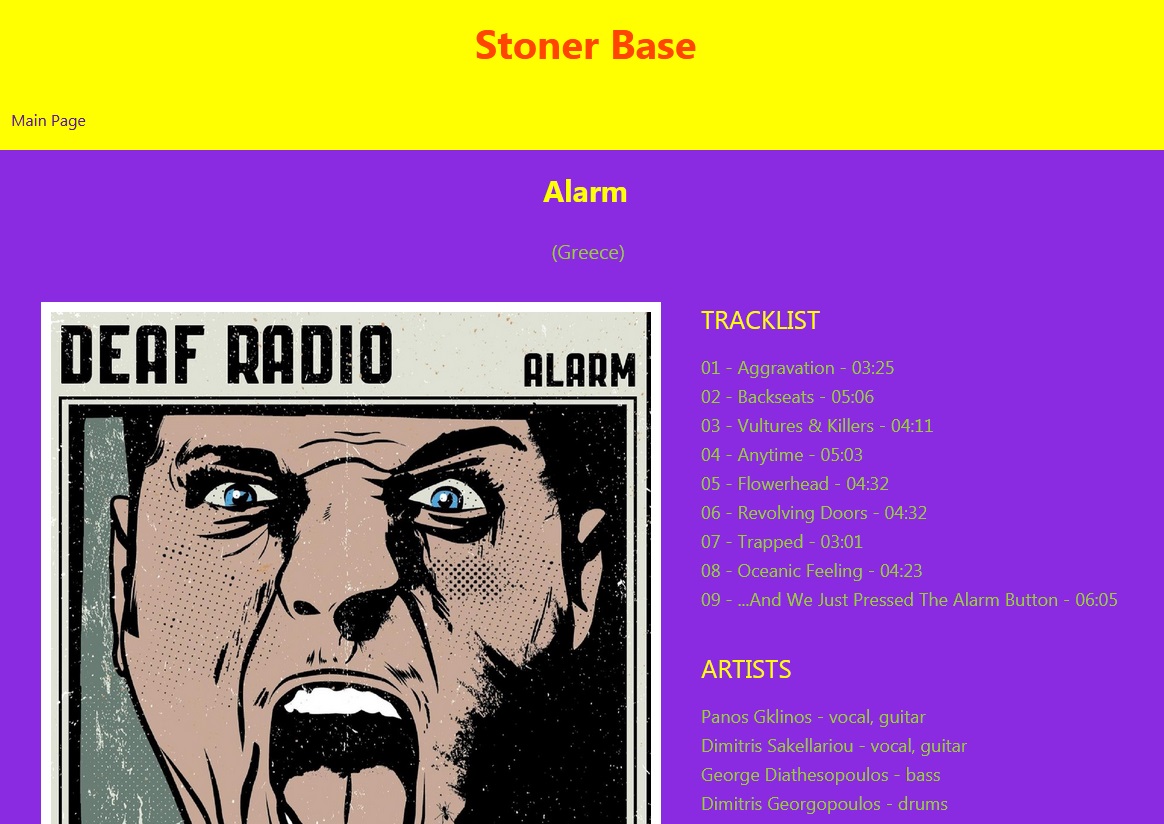 Stoner Base
Main Page
Alarm
(Greece)
DEAF RADIO
ALARM
TRACKLIST
01 - Aggravation - 03:25
02 - Backseats - 05:06
03 - Vultures & Killers - 04:11
04 - Anytime - 05:03
05 - Flowerhead - 04:32
06 - Revolving Doors - 04:32
07 - Trapped - 03:01
08 - Oceanic Feeling - 04:23
09 - ...And We Just Pressed The Alarm Button - 06:05
ARTISTS
Panos Gklinos - vocal, guitar
Dimitris Sakellariou - vocal, guitar
George Diathesopoulos - bass
Dimitris Georgopoulos - drums